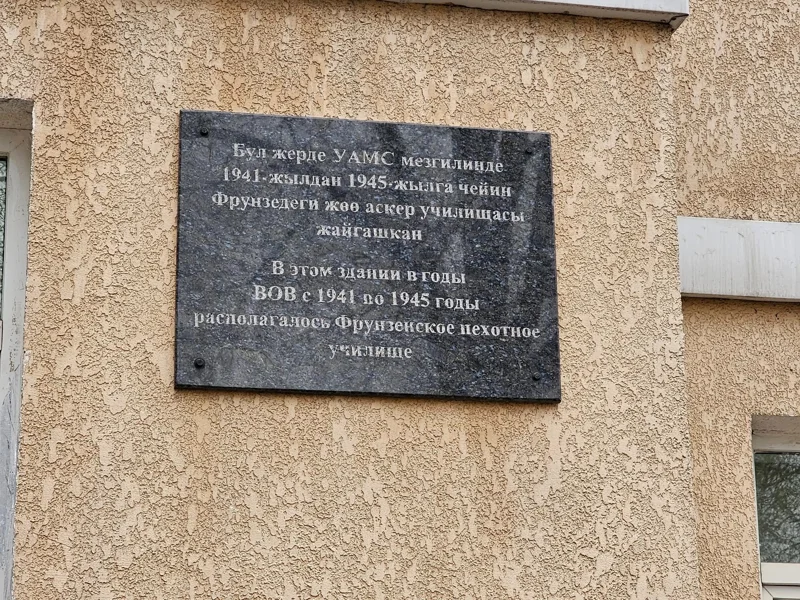 Бул жерде УАМС мезгилинде
1941-жылдан 1945-жылга чейин
Фрунзедеги жөө аскер училищасы
жайгашкан
В этом здании в годы
ВОВ с 1941 по 1945 годы
располагалось Фрунзенское пехотное
училище